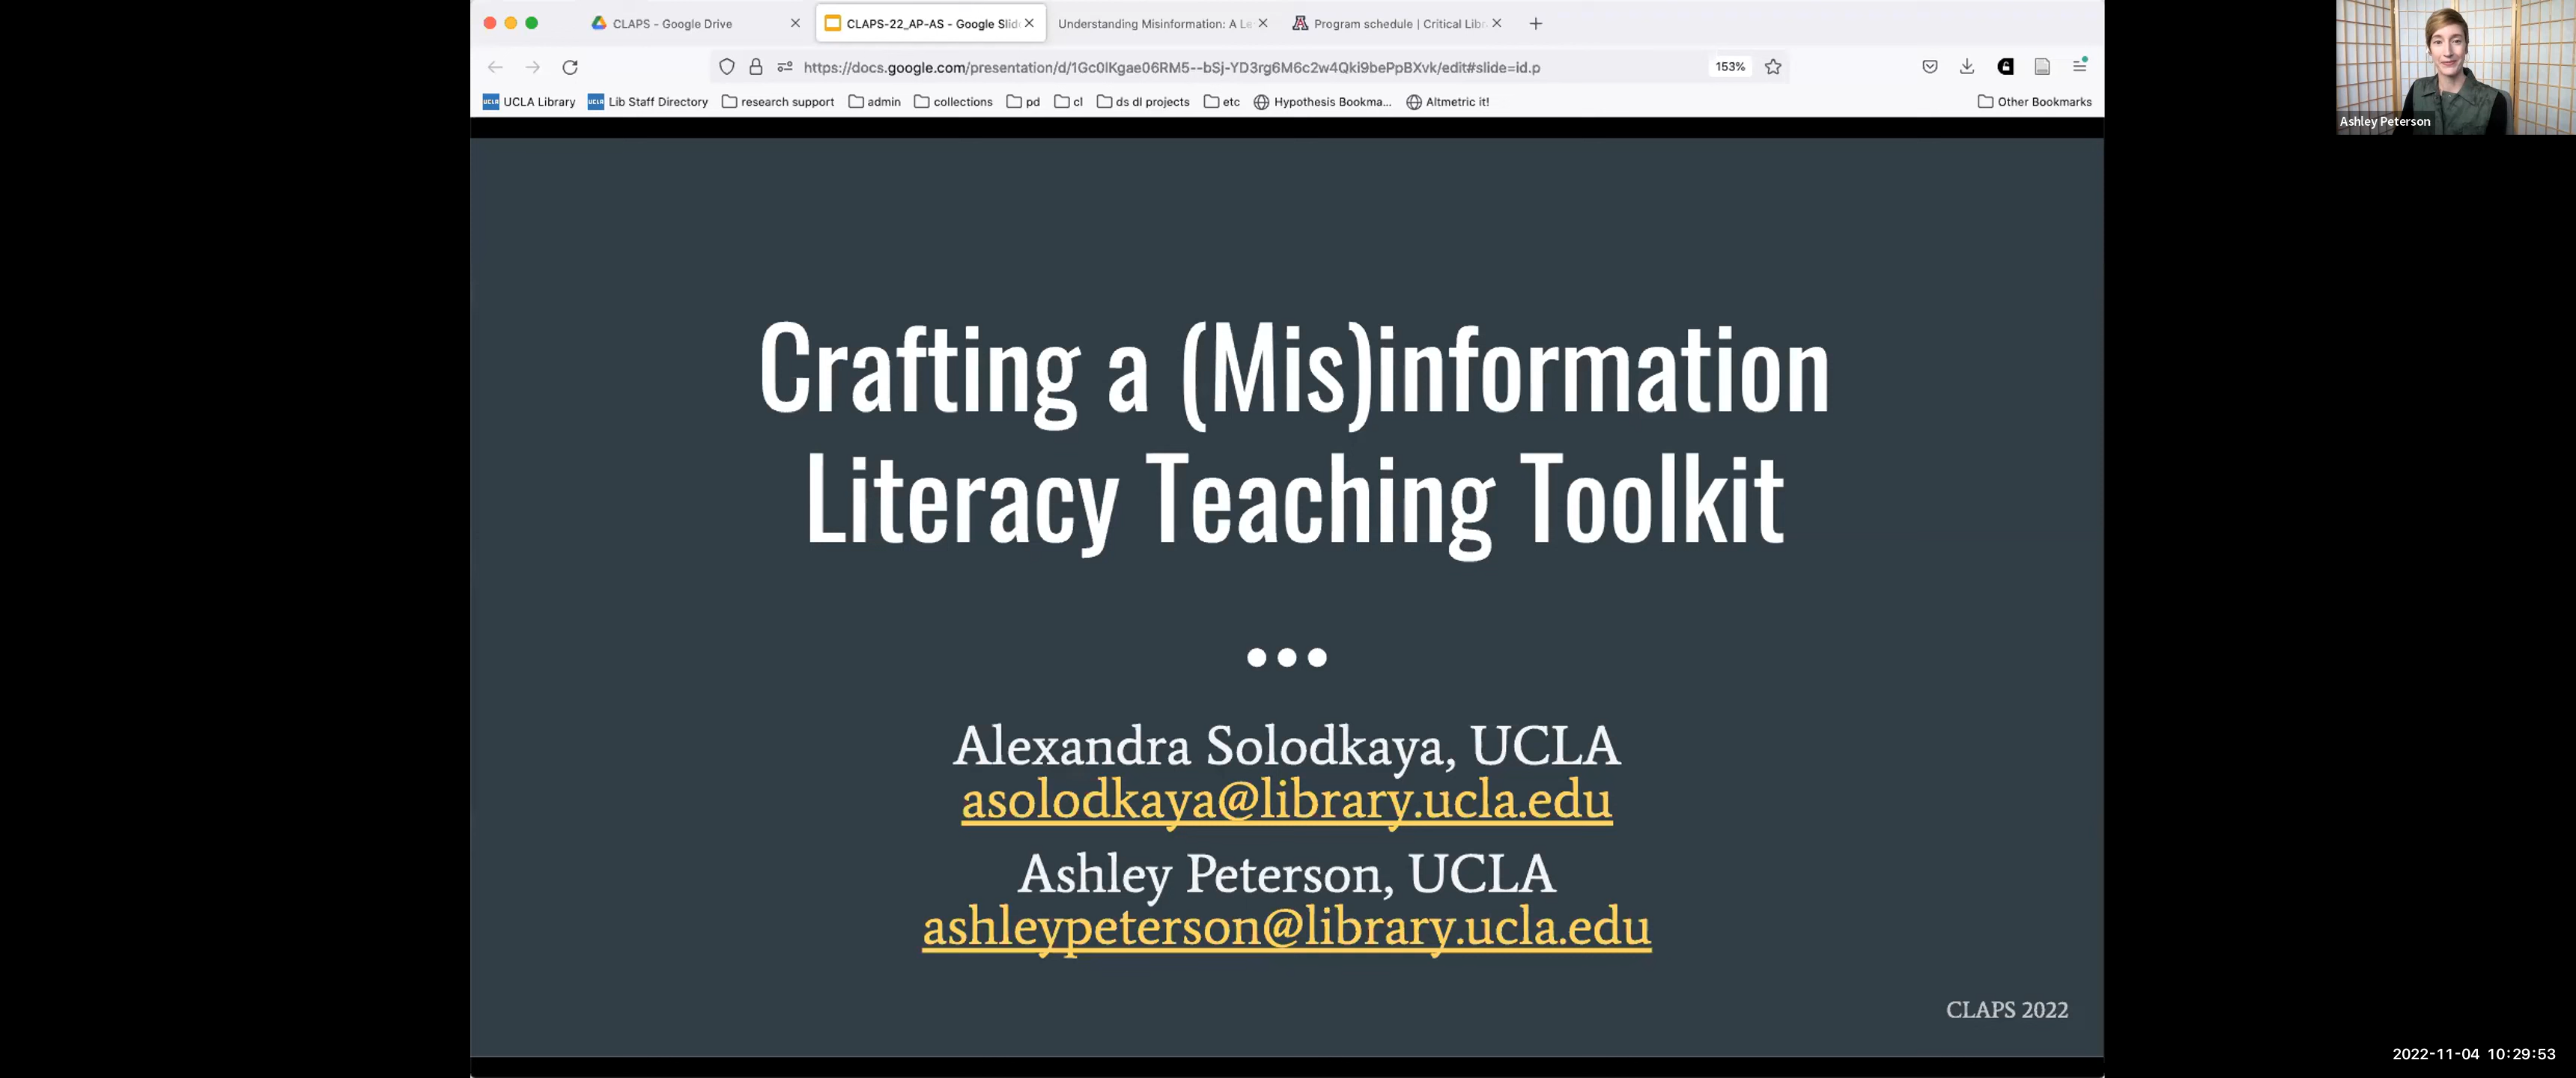 CLAPS - Google Drive
CLAPS-22_AP-AS - Google Slid
Understanding Misinformation: A Le
Program schedule | Critical Libr
https://docs.google.com/presentation/d/1Gc0lKgae06RM5--bSj-YD3rg6M6c2w4Qki9bePpBXvk/edit#slide=id.p
153%
UCLA UCLA Library
UCLA Lib Staff Directory
research support
admin
collections
pd
cl
ds dl projects
etc
Hypothesis Bookma...
Altmetric it!
Other Bookmarks
Ashley Peterson
Crafting a (Mis)information
Literacy Teaching Toolkit
Alexandra Solodkaya, UCLA
asolodkaya@library.ucla.edu
Ashley Peterson, UCLA
ashleypeterson@library.ucla.edu
CLAPS 2022
2022-11-04 10:29:53